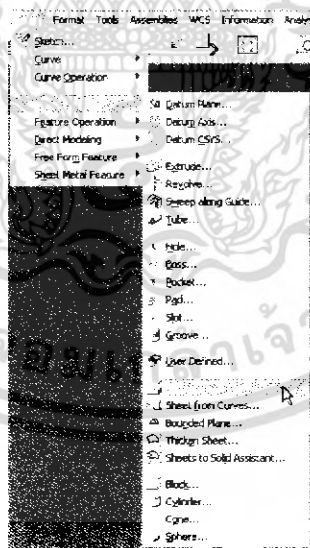 Format Tools Assemblies WCS Information Analys
Sketch...
Curve
Curve Operation
Feature Operation
Direct Modeling
Free Form Feature
Sheet Metal Feature
Datum Plane...
Datum Axis...
Datum CSYS...
Extrude...
Revolve...
Sweep along Guide...
Tube...
Hole...
Boss...
Pocket...
Pad...
Slot...
Groove...
User Defined...
Sheet from Curves...
Bounded Plane...
Thicken Sheet...
Sheets to Solid Assistant...
Block...
Cylinder...
Cone...
Sphere...